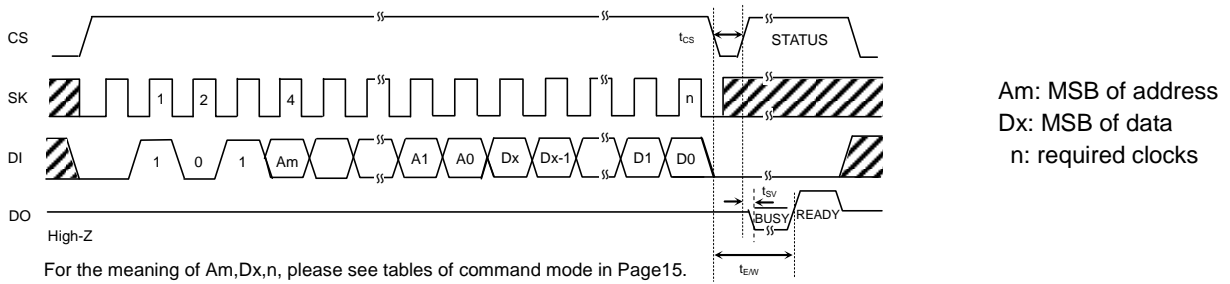 CS
tCS
STATUS
SK
1 2 4 n
DI
1 0 1 Am A1 A0 Dx Dx-1 D1 D0
tSV
DO
BUSY READY
High-Z
tE/W
For the meaning of Am,Dx,n, please see tables of command mode in Page15.
Am: MSB of address
Dx: MSB of data
n: required clocks